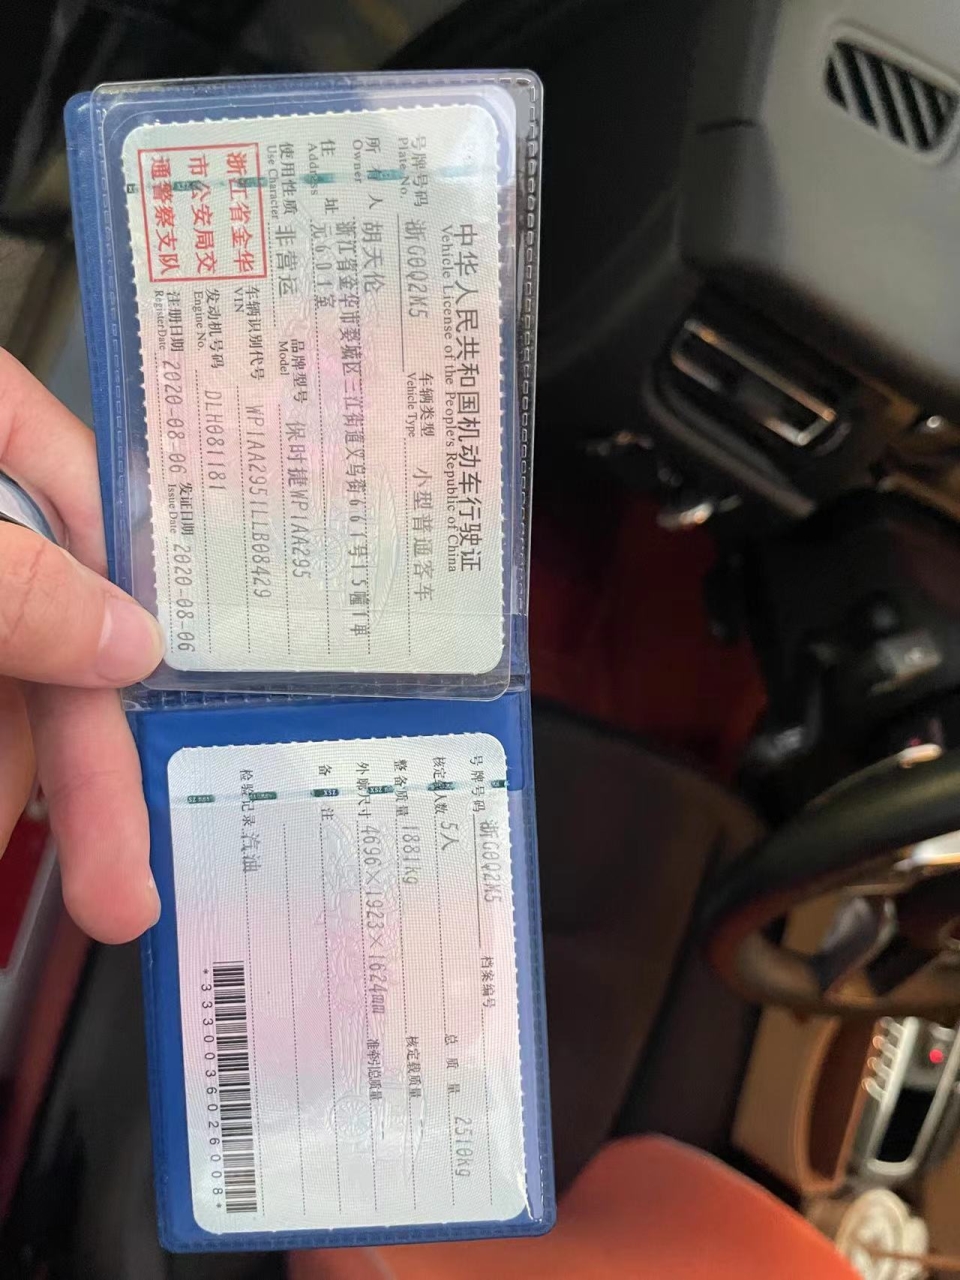 中华人民共和国机动车行驶证
Vehicle License of the People's Republic of China
号牌号码 浙G0Q2M5 车辆类型 小型普通客车
Plate No. Vehicle Type
所有人 胡天伦
Owner
住址 浙江省金华市婺城区三江街道义乌街661号15幢1单
Address 元601室
使用性质 非营运 品牌型号 保时捷WP1AA295
Use Character Model
浙江省金华
市公安局交
通警察支队
车辆识别代号 WP1AA2951LLB08429
VIN
发动机号码 DLH081181
Engine No.
注册日期 2020-08-06 发证日期 2020-08-06
Register Date Issue Date
号牌号码 浙G0Q2M5 档案编号
核定载人数 5人 总质量 2510kg
整备质量 1881kg 核定载质量
外廓尺寸 4696×1923×1624mm 准牵引总质量
备注
检验记录 汽油
*3330036026008*